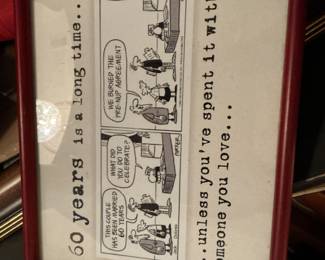 60 years is a long time...
THIS COUPLE
HAS BEEN MARRIED
60 YEARS
WHAT DID
YOU DO TO
CELEBRATE?
WE BURNED THE
PRE-NUP AGREEMENT
...unless you've spent it with
someone you love...